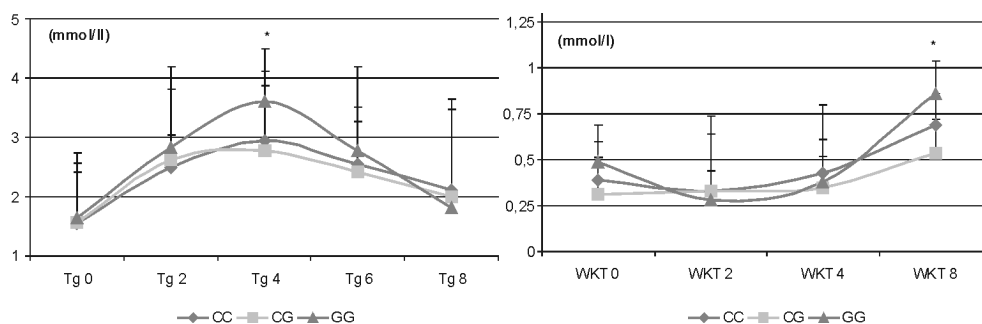 5
(mmol/ll)
*
4
3
2
1
Tg 0 Tg 2 Tg 4 Tg 6 Tg 8
CC CG GG
1,25
(mmol/l)
*
1
0,75
0,5
0,25
0
WKT 0 WKT 2 WKT 4 WKT 8
CC CG GG